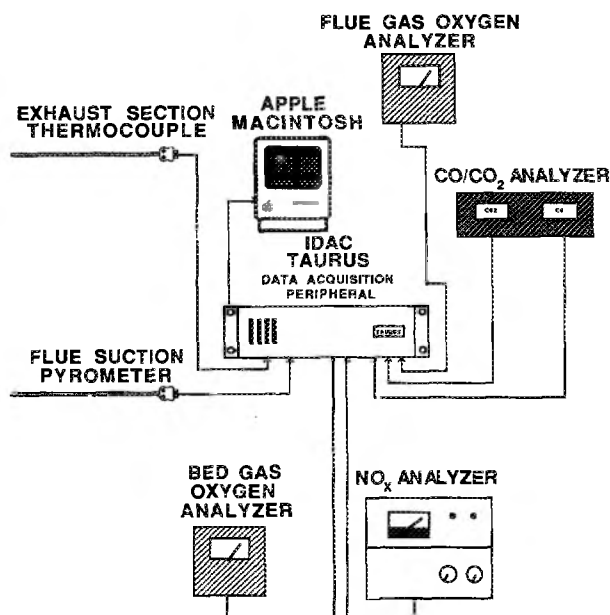 FLUE GAS OXYGEN
ANALYZER
EXHAUST SECTION
THERMOCOUPLE
APPLE
MACINTOSH
CO/CO₂ ANALYZER
CO2
CO
IDAC
TAURUS
DATA ACQUISITION
PERIPHERAL
TAURUS
FLUE SUCTION
PYROMETER
BED GAS
OXYGEN
ANALYZER
NOₓ ANALYZER